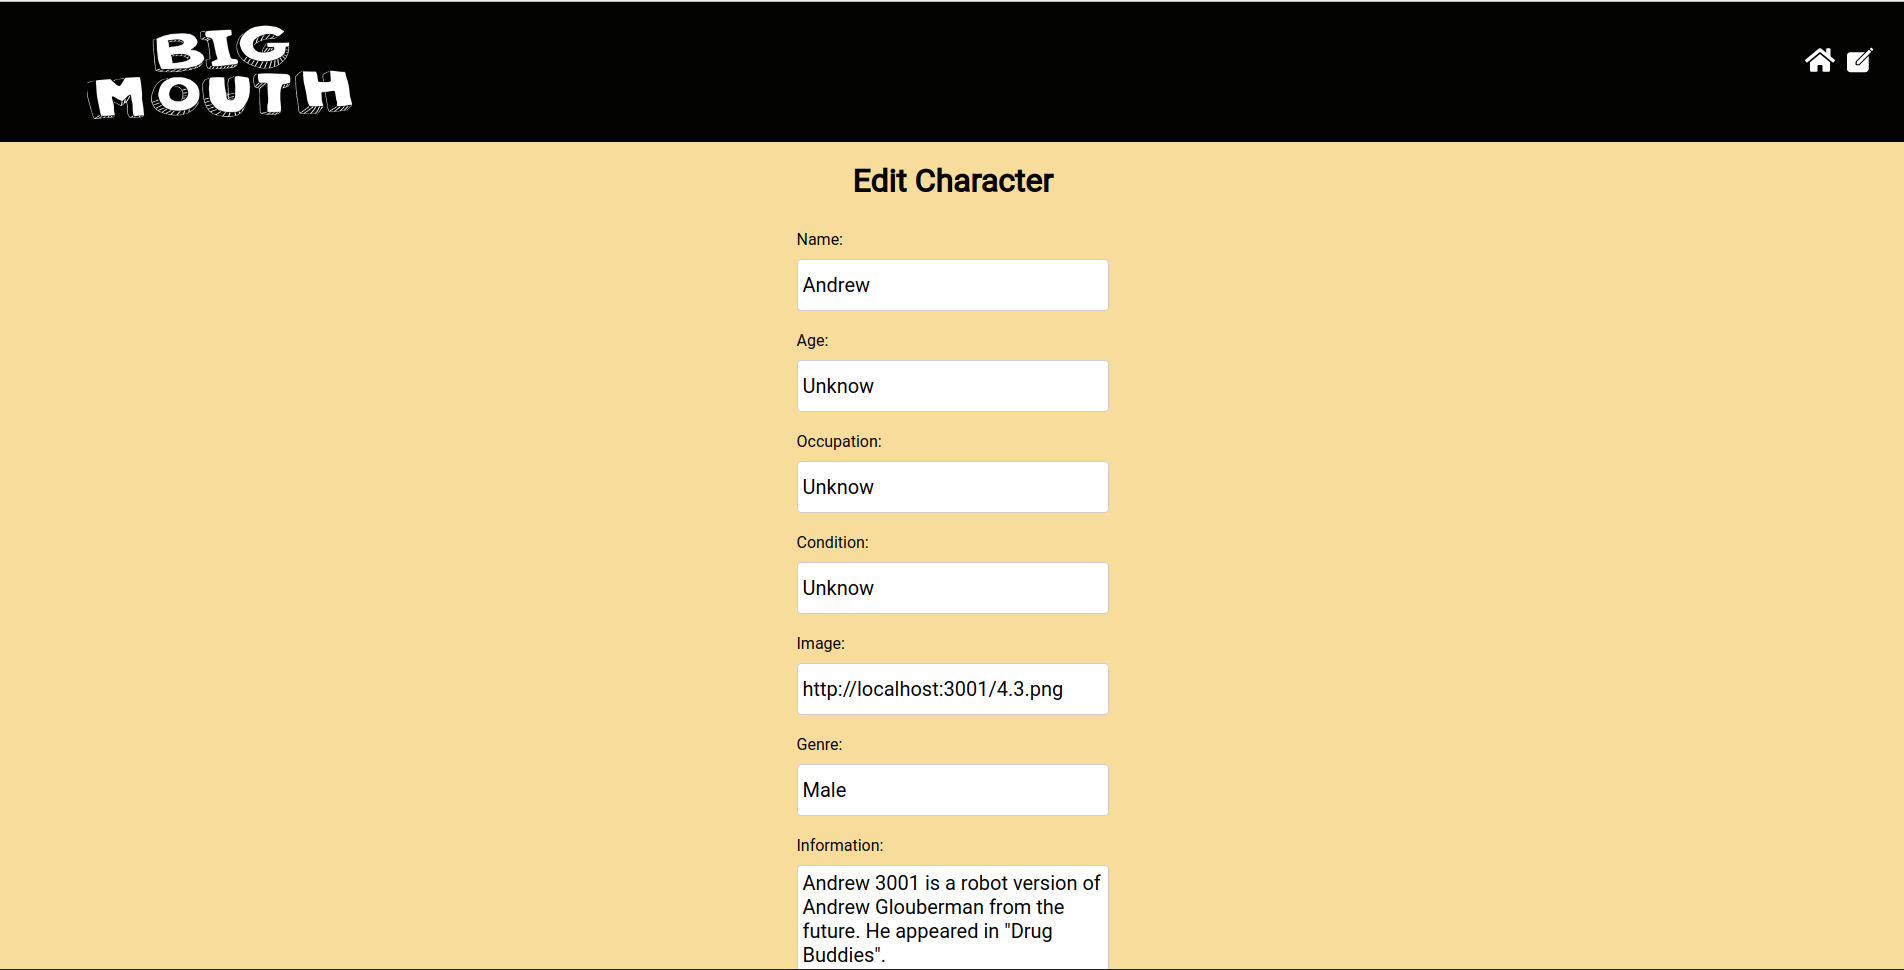 BIG
MOUTH
Edit Character
Name:
Andrew
Age:
Unknow
Occupation:
Unknow
Condition:
Unknow
Image:
http://localhost:3001/4.3.png
Genre:
Male
Information:
Andrew 3001 is a robot version of
Andrew Glouberman from the
future. He appeared in "Drug
Buddies".